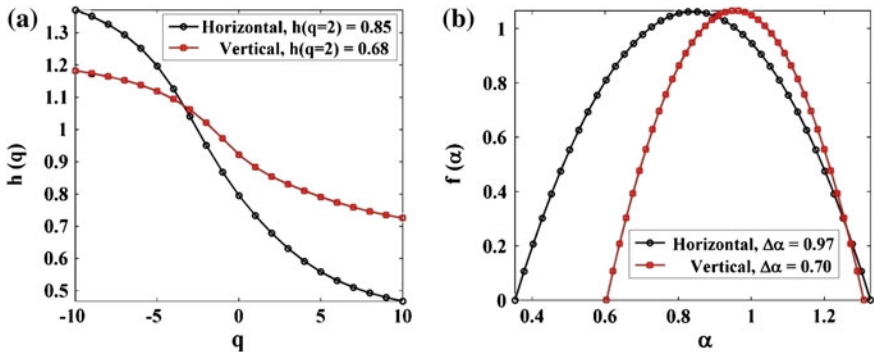 (a)
Horizontal, h(q=2) = 0.85
Vertical, h(q=2) = 0.68
h (q)
1.3
1.2
1.1
1
0.9
0.8
0.7
0.6
0.5
-10
-5
0
5
10
q
(b)
f (α)
1
0.8
0.6
0.4
0.2
0
Horizontal, Δα = 0.97
Vertical, Δα = 0.70
0.4
0.6
0.8
1
1.2
α